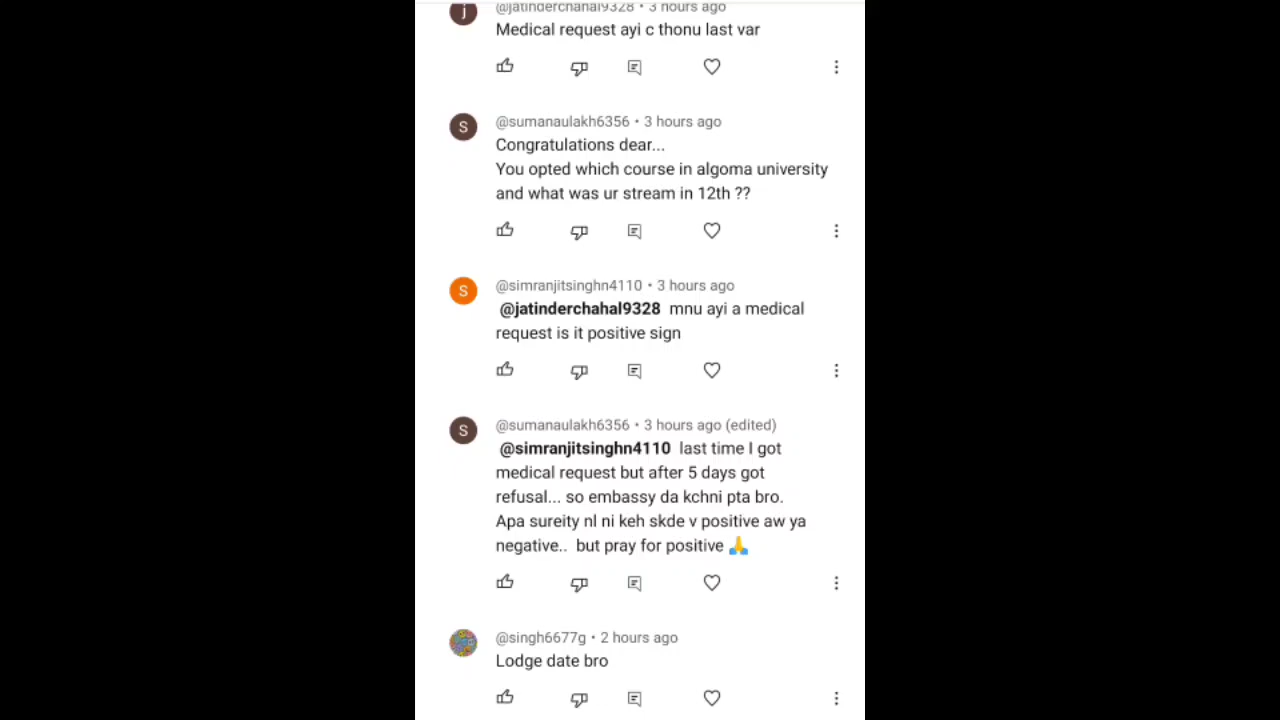 j
@jatinderchahal9328 • 3 hours ago
Medical request ayi c thonu last var
S
@sumanaulakh6356 • 3 hours ago
Congratulations dear...
You opted which course in algoma university
and what was ur stream in 12th ??
S
@simranjitsinghn4110 • 3 hours ago
@jatinderchahal9328 mnu ayi a medical
request is it positive sign
S
@sumanaulakh6356 • 3 hours ago (edited)
@simranjitsinghn4110 last time I got
medical request but after 5 days got
refusal... so embassy da kchni pta bro.
Apa sureity nl ni keh skde v positive aw ya
negative.. but pray for positive 🙏
@singh6677g • 2 hours ago
Lodge date bro